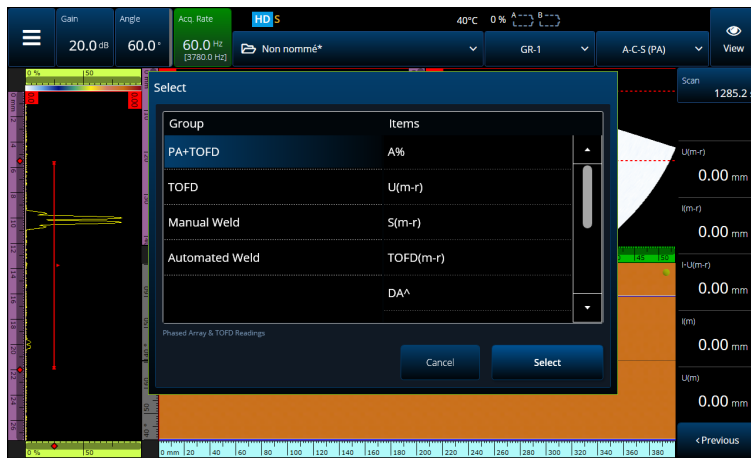 Gain
20.0 dB
Angle
60.0°
Acq. Rate
60.0 Hz
[3780.0 Hz]
HD S
40°C 0% A B
Non nommé*
GR-1
A-C-S (PA)
View
0 % 50
Scan
1285.2 s
Select
Group Items
PA+TOFD A%
TOFD U(m-r)
Manual Weld S(m-r)
Automated Weld TOFD(m-r)
DA^
Phased Array & TOFD Readings
Cancel Select
U(m-r)
0.00 mm
I(m-r)
0.00 mm
I-U(m-r)
0.00 mm
I(m)
0.00 mm
U(m)
0.00 mm
<Previous
0 % 50
0 mm 20 40 60 80 100 120 140 160 180 200 220 240 260 280 300 320 340 360 380